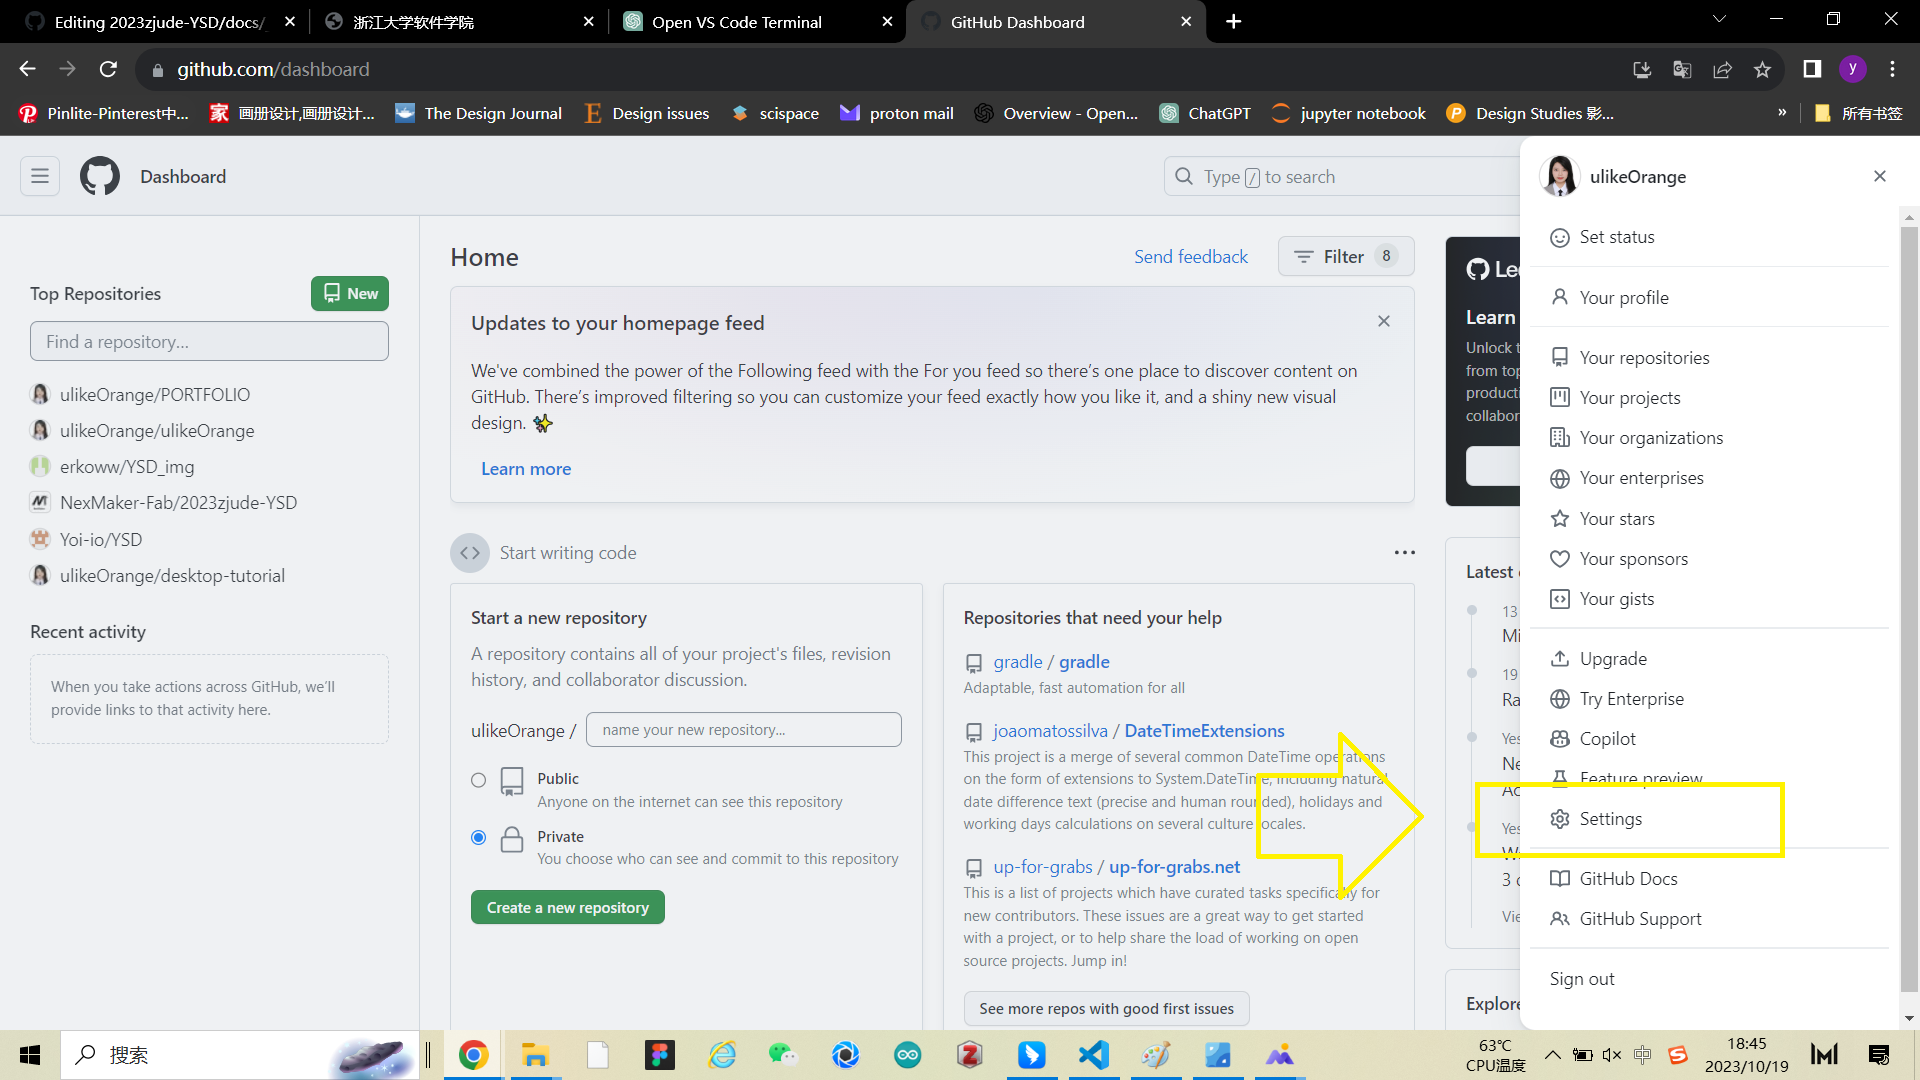 Editing 2023zjude-YSD/docs/
浙江大学软件学院
Open VS Code Terminal
GitHub Dashboard
github.com/dashboard
y
Pinlite-Pinterest中...
画册设计,画册设计...
The Design Journal
Design issues
scispace
proton mail
Overview - Open...
ChatGPT
jupyter notebook
Design Studies 影...
»
所有书签
Dashboard
Type / to search
ulikeOrange
Top Repositories
New
Find a repository...
ulikeOrange/PORTFOLIO
ulikeOrange/ulikeOrange
erkoww/YSD_img
NexMaker-Fab/2023zjude-YSD
Yoi-io/YSD
ulikeOrange/desktop-tutorial
Recent activity
When you take actions across GitHub, we'll
provide links to that activity here.
Home
Send feedback
Filter 8
Updates to your homepage feed
We've combined the power of the Following feed with the For you feed so there's one place to discover content on
GitHub. There's improved filtering so you can customize your feed exactly how you like it, and a shiny new visual
design. ✨
Learn more
Start writing code
Start a new repository
A repository contains all of your project's files, revision
history, and collaborator discussion.
ulikeOrange /
name your new repository...
Public
Anyone on the internet can see this repository
Private
You choose who can see and commit to this repository
Create a new repository
Repositories that need your help
gradle / gradle
Adaptable, fast automation for all
joaomatossilva / DateTimeExtensions
This project is a merge of several common DateTime operations
on the form of extensions to System.DateTime, including natural
date difference text (precise and human rounded), holidays and
working days calculations on several culture locales.
up-for-grabs / up-for-grabs.net
This is a list of projects which have curated tasks specifically for
new contributors. These issues are a great way to get started
with a project, or to help share the load of working on open
source projects. Jump in!
See more repos with good first issues
Learn
Unlock
from top
Latest
13
19
3
Explore
Set status
Your profile
Your repositories
Your projects
Your organizations
Your enterprises
Your stars
Your sponsors
Your gists
Upgrade
Try Enterprise
Copilot
Feature preview
Settings
GitHub Docs
GitHub Support
Sign out
搜索
63℃
CPU温度
中
18:45
2023/10/19